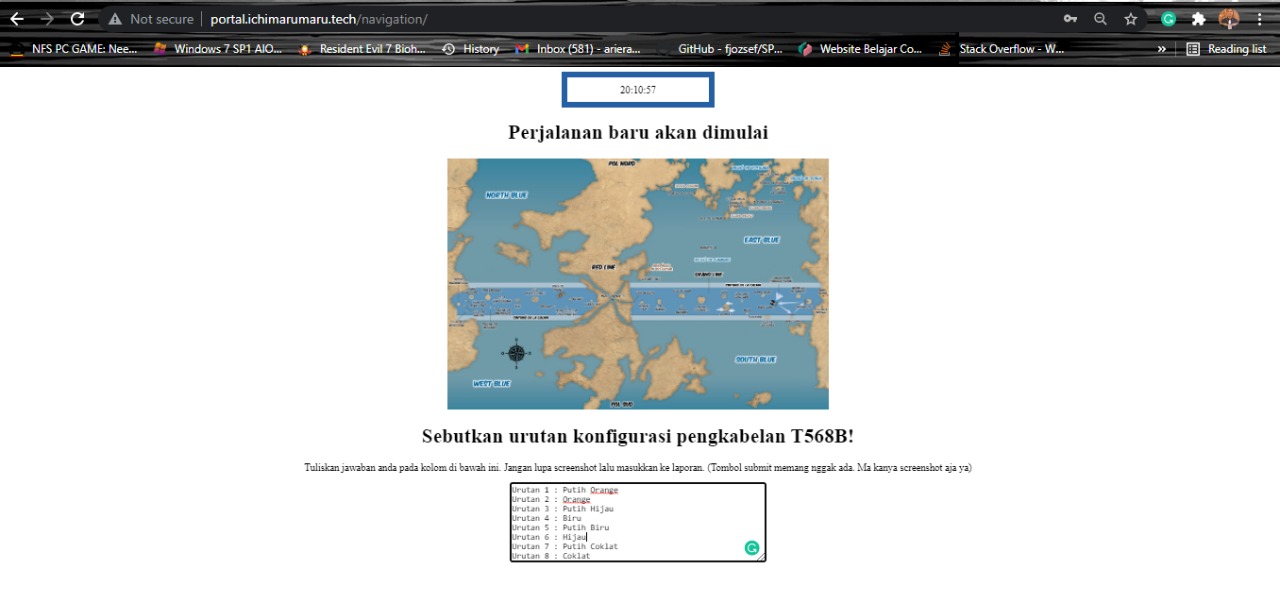 Not secure | portal.ichimarumaru.tech/navigation/
NFS PC GAME: Nee... Windows 7 SP1 AIO... Resident Evil 7 Bioh... History Inbox (581) - ariera... GitHub - fjozsef/SP... Website Belajar Co... Stack Overflow - W... » Reading list
20:10:57
Perjalanan baru akan dimulai
POL NORD
NORTH BLUE
EAST BLUE
RED LINE
GRAND LINE
SOUTH BLUE
WEST BLUE
POL SUD
Sebutkan urutan konfigurasi pengkabelan T568B!
Tuliskan jawaban anda pada kolom di bawah ini. Jangan lupa screenshot lalu masukkan ke laporan. (Tombol submit memang nggak ada. Ma kanya screenshot aja ya)
Urutan 1 : Putih Orange
Urutan 2 : Orange
Urutan 3 : Putih Hijau
Urutan 4 : Biru
Urutan 5 : Putih Biru
Urutan 6 : Hijau
Urutan 7 : Putih Coklat
Urutan 8 : Coklat